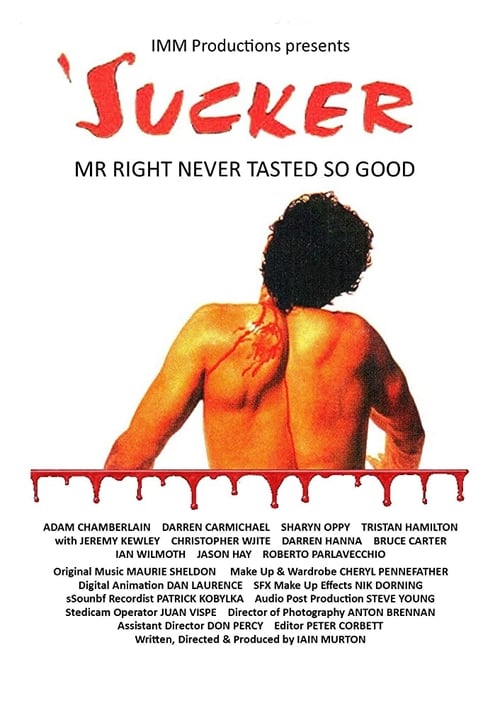 IMM Productions presents
'SUCKER
MR RIGHT NEVER TASTED SO GOOD
ADAM CHAMBERLAIN DARREN CARMICHAEL SHARYN OPPY TRISTAN HAMILTON
with JEREMY KEWLEY CHRISTOPHER WJITE DARREN HANNA BRUCE CARTER
IAN WILMOTH JASON HAY ROBERTO PARLAVECCHIO
Original Music MAURIE SHELDON Make Up & Wardrobe CHERYL PENNEFATHER
Digital Animation DAN LAURENCE SFX Make Up Effects NIK DORNING
sSounbf Recordist PATRICK KOBYLKA Audio Post Production STEVE YOUNG
Stedicam Operator JUAN VISPE Director of Photography ANTON BRENNAN
Assistant Director DON PERCY Editor PETER CORBETT
Written, Directed & Produced by IAIN MURTON